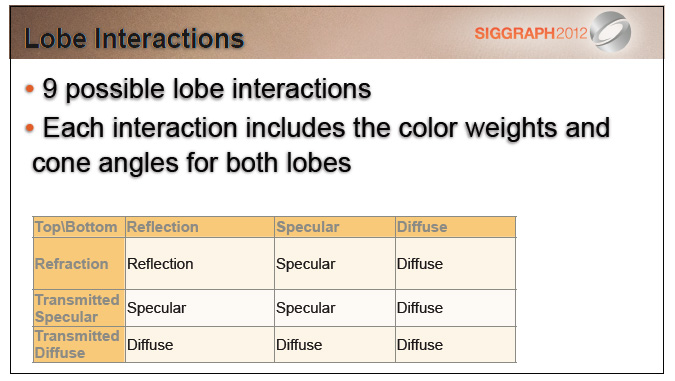 Lobe Interactions
SIGGRAPH2012
• 9 possible lobe interactions
• Each interaction includes the color weights and
cone angles for both lobes
Top\Bottom Reflection Specular Diffuse
Refraction Reflection Specular Diffuse
Transmitted
Specular Specular Specular Diffuse
Transmitted
Diffuse Diffuse Diffuse Diffuse